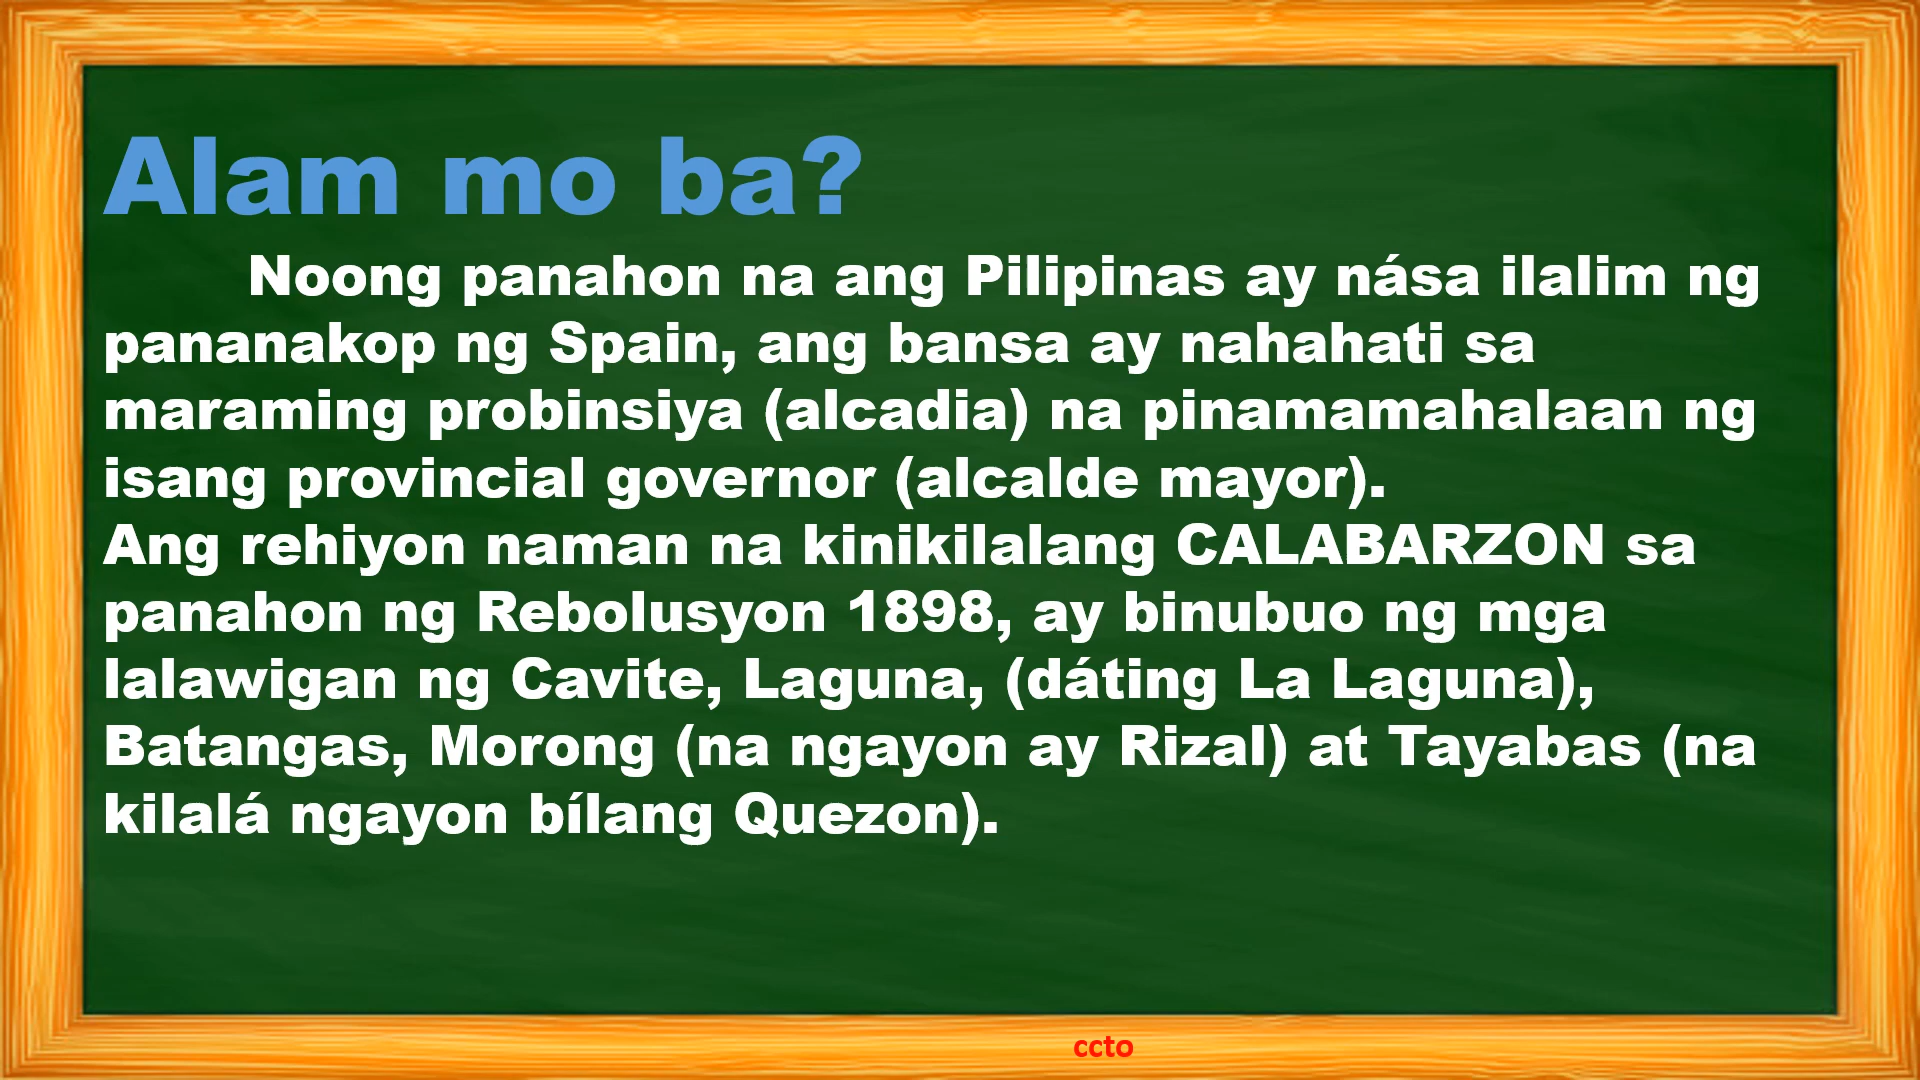 Alam mo ba?
Noong panahon na ang Pilipinas ay nása ilalim ng
pananakop ng Spain, ang bansa ay nahahati sa
maraming probinsiya (alcadia) na pinamamahalaan ng
isang provincial governor (alcalde mayor).
Ang rehiyon naman na kinikilalang CALABARZON sa
panahon ng Rebolusyon 1898, ay binubuo ng mga
lalawigan ng Cavite, Laguna, (dáting La Laguna),
Batangas, Morong (na ngayon ay Rizal) at Tayabas (na
kilalá ngayon bílang Quezon).
ccto